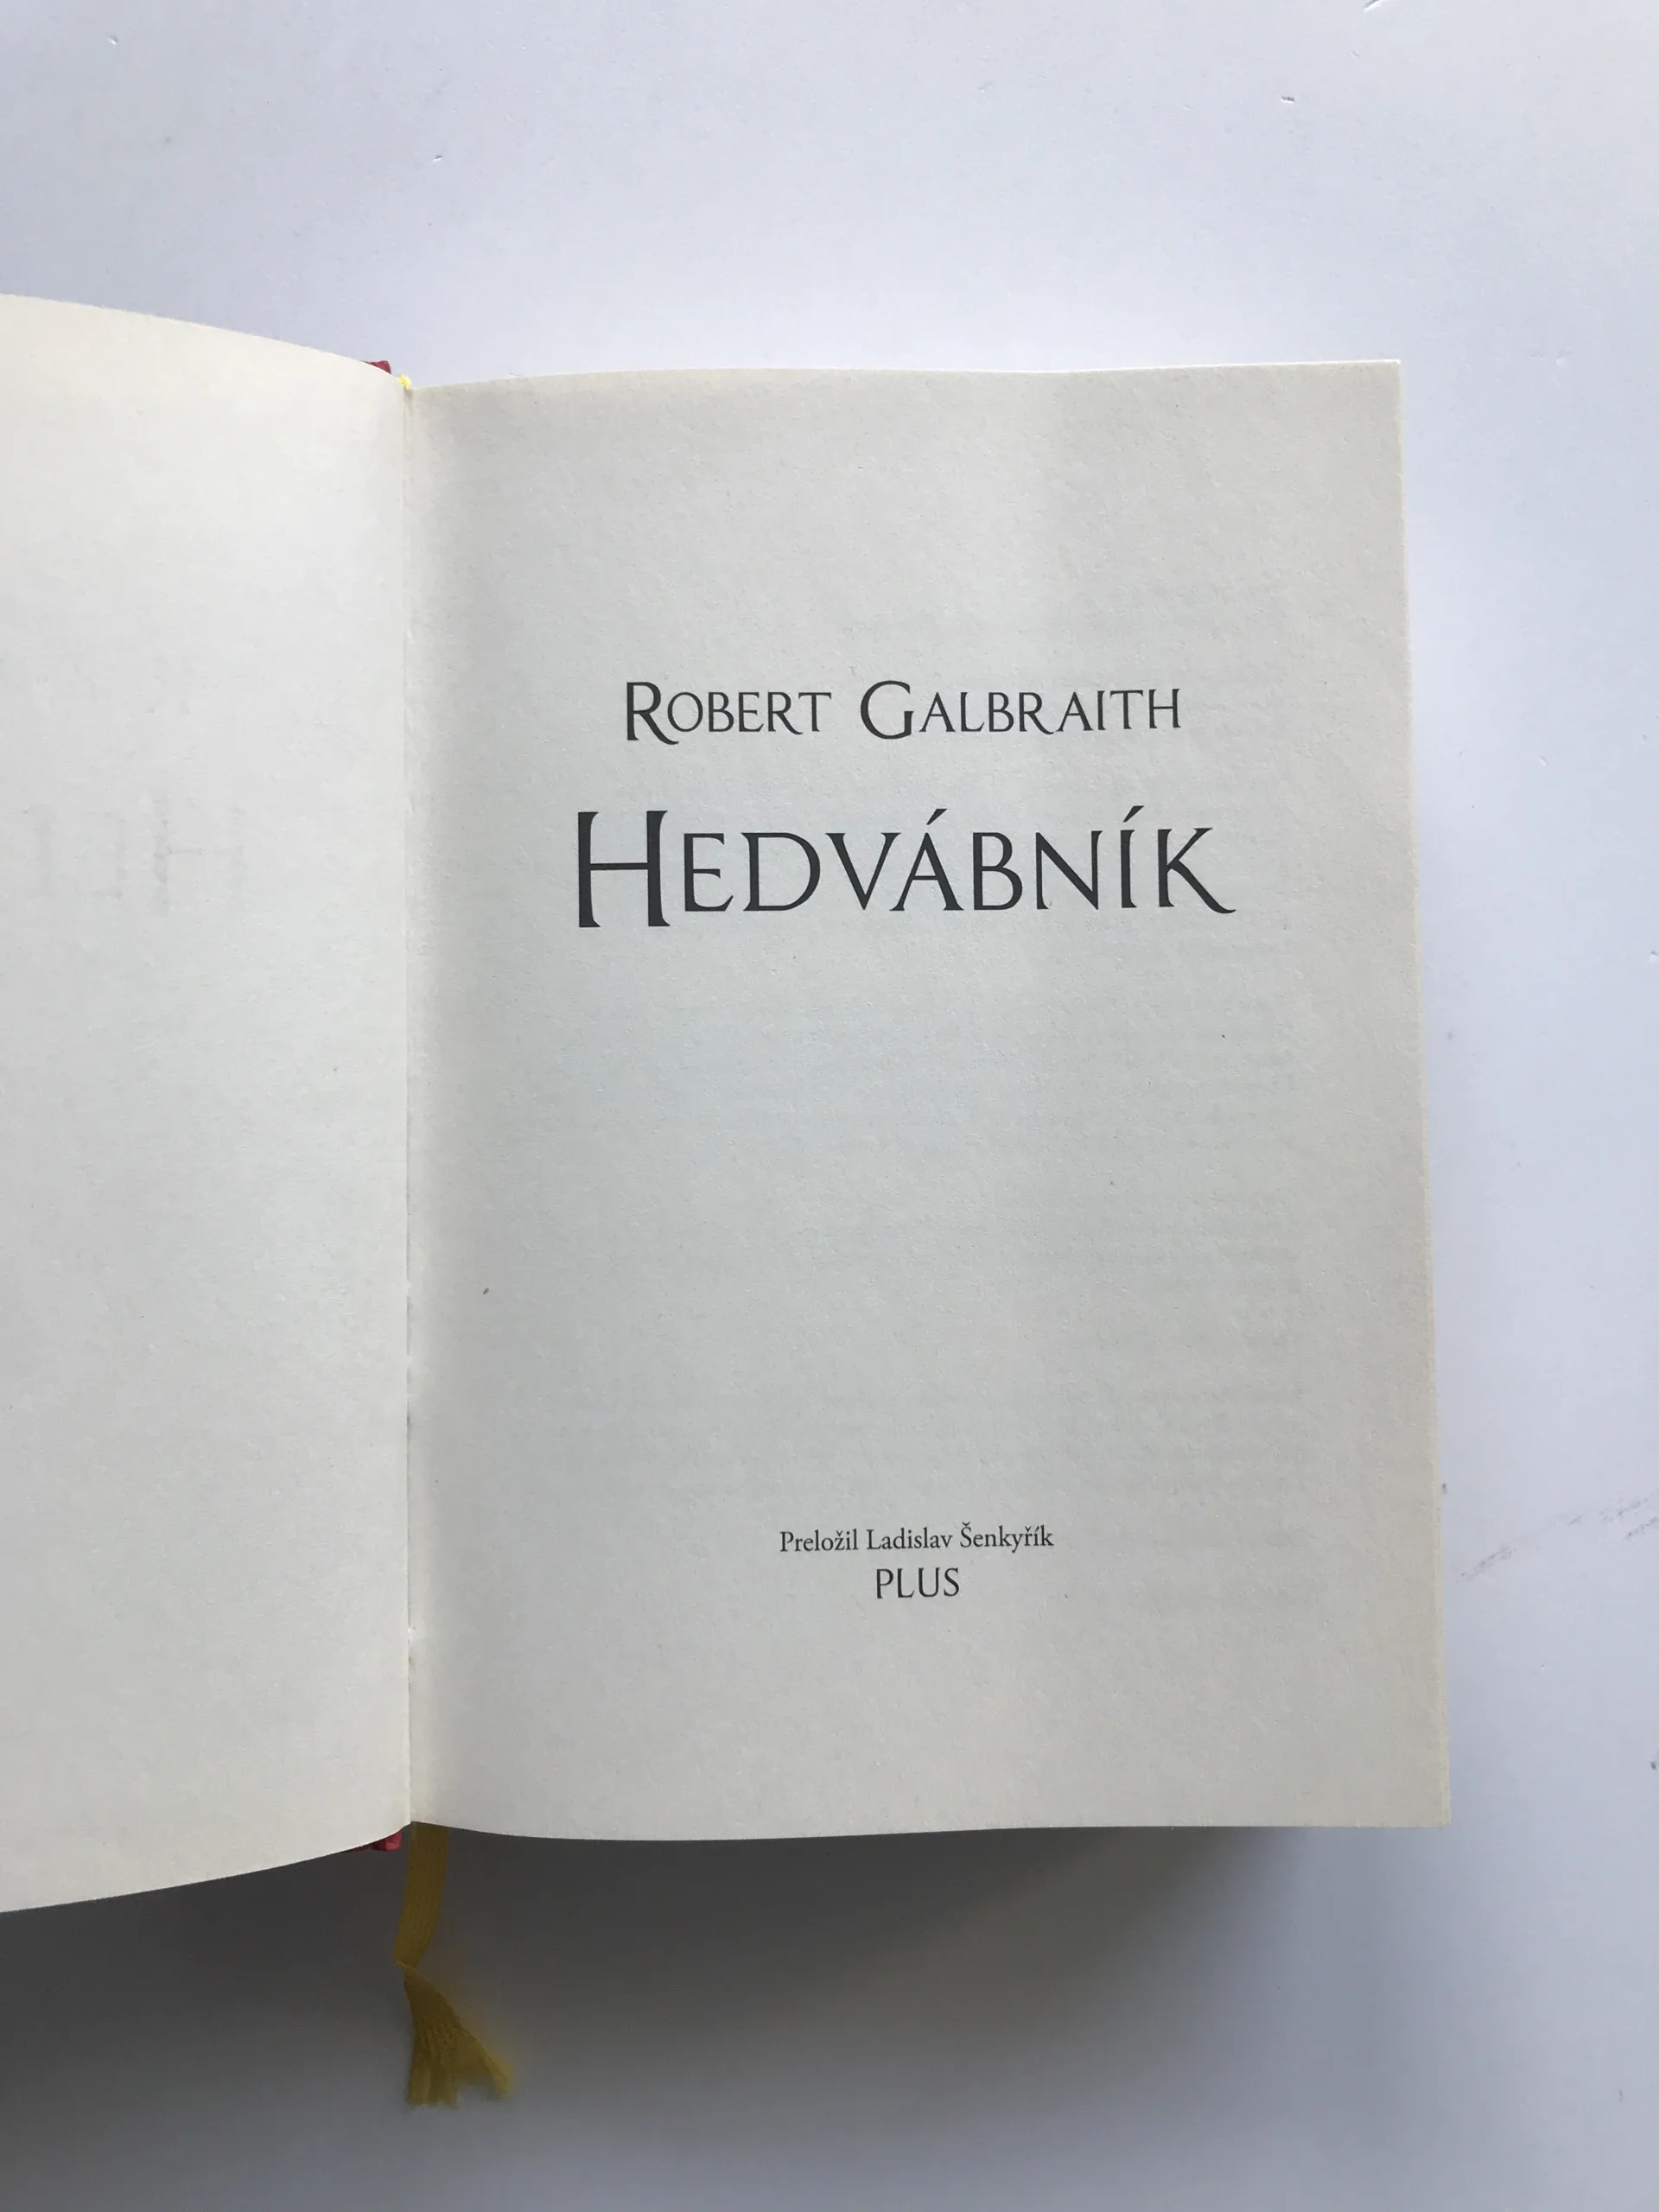 ROBERT GALBRAITH
HEDVÁBNÍK
Preložil Ladislav Šenkyřík
PLUS